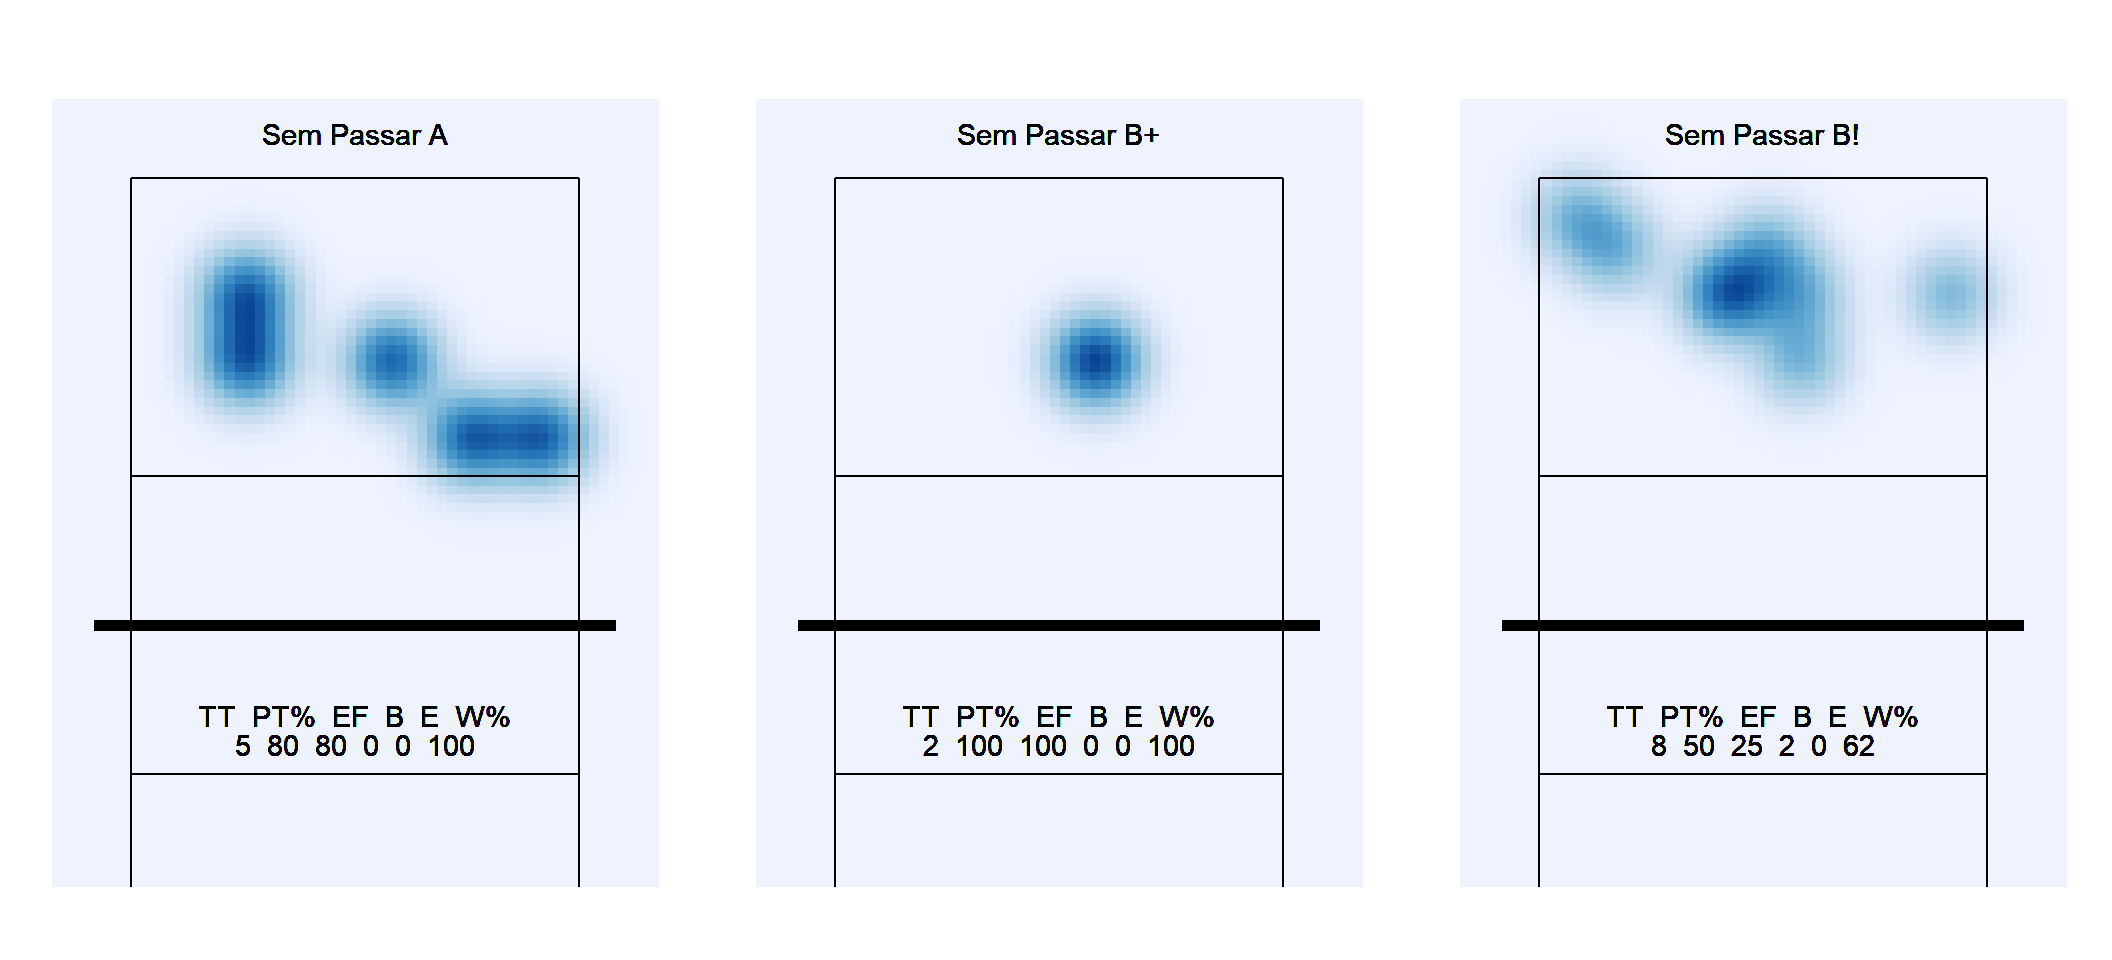 Sem Passar A
TT PT% EF B E W%
5 80 80 0 0 100
Sem Passar B+
TT PT% EF B E W%
2 100 100 0 0 100
Sem Passar B!
TT PT% EF B E W%
8 50 25 2 0 62